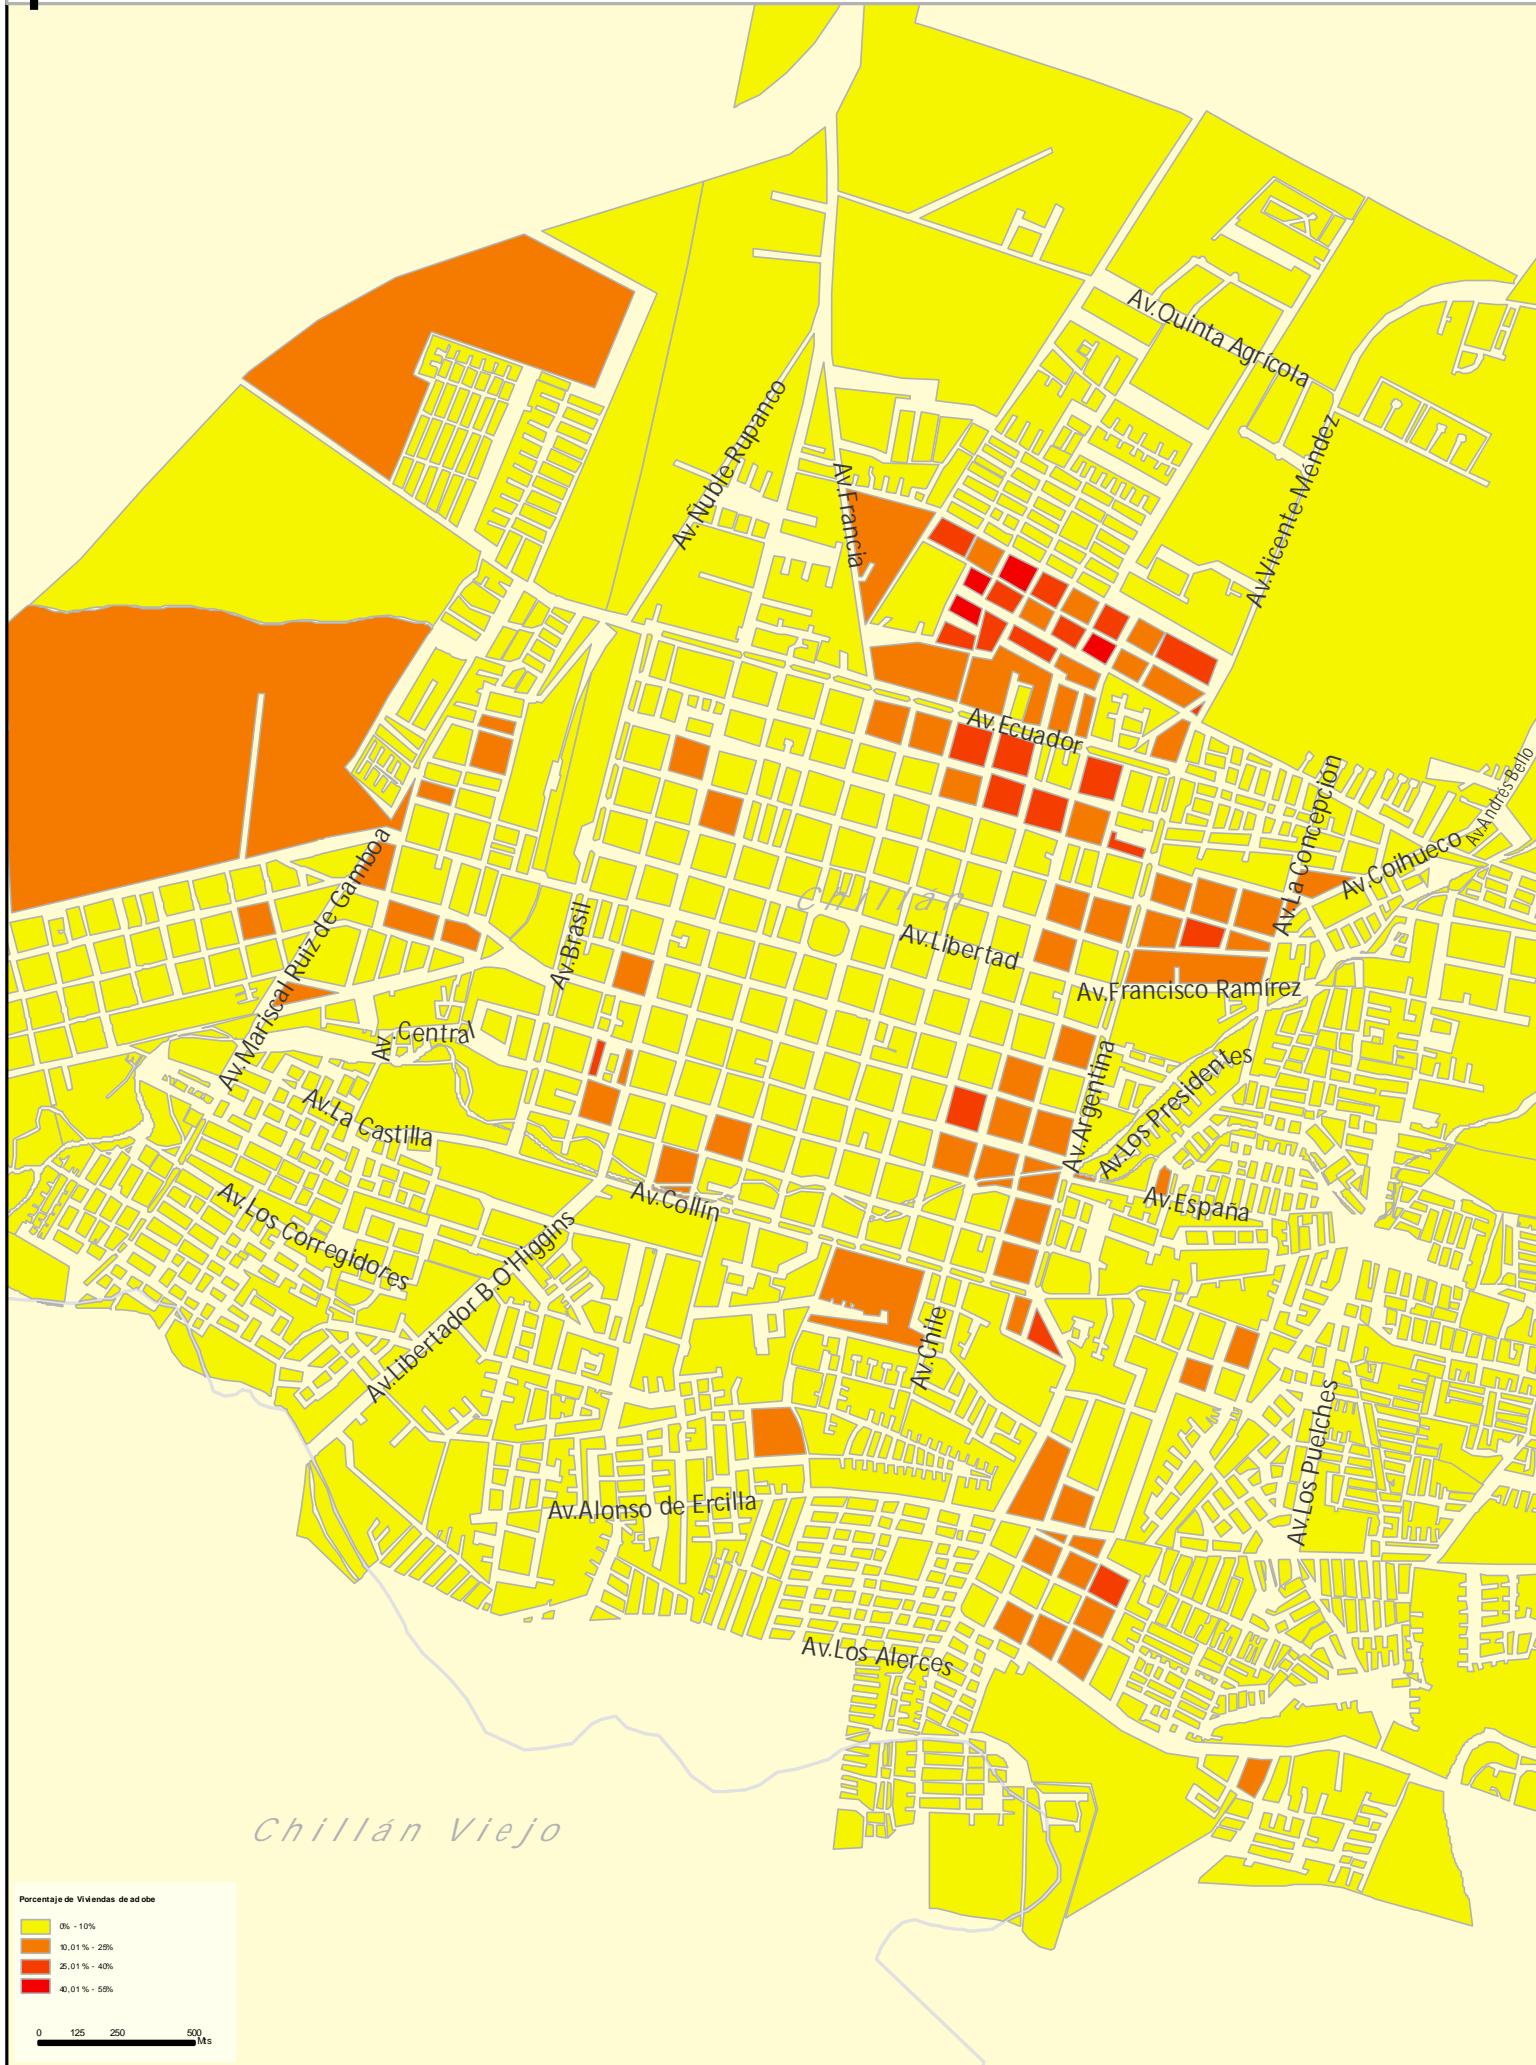 Av.Quinta Agrícola
Av.Ñuble Rupanco
Av.Francia
Av.Vicente Méndez
Av.Ecuador
Av.Andrés Bello
Av.La Concepcion
Av.Coihueco
Av.Mariscal Ruiz de Gamboa
Chillán
Av.Brasil
Av.Libertad
Av.Francisco Ramírez
Av.Central
Av.Argentina
Av.Los Presidentes
Av.La Castilla
Av.España
Av.Collín
Av.Los Corregidores
Av.Libertador B.O'Higgins
Av.Chile
Av.Los Puelches
Av.Alonso de Ercilla
Av.Los Alerces
Chillán Viejo
Porcentaje de Viviendas de adobe
0% - 10%
10,01% - 25%
25,01% - 40%
40,01% - 55%
0 125 250 500
Mts